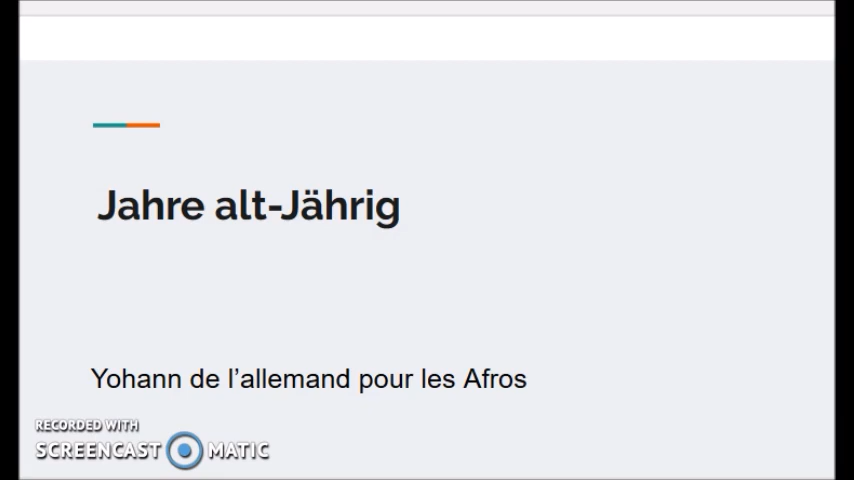 Jahre alt-Jährig
Yohann de l’allemand pour les Afros
RECORDED WITH
SCREENCAST MATIC